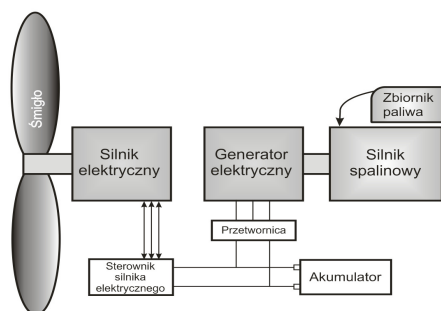 Śmigło
Silnik
elektryczny
Generator
elektryczny
Zbiornik
paliwa
Silnik
spalinowy
Przetwornica
Sterownik
silnika
elektrycznego
Akumulator